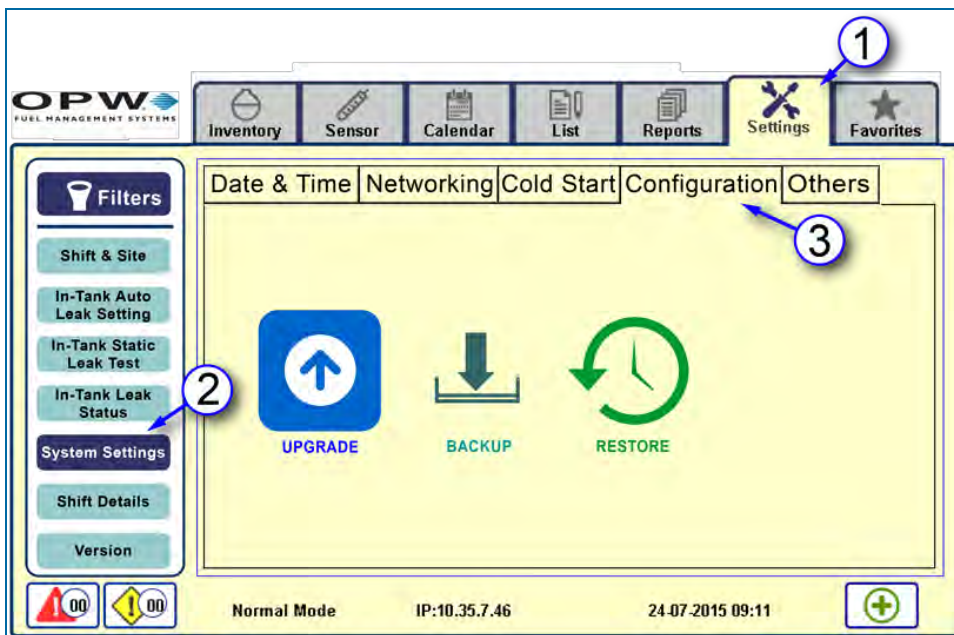 1
OPW
FUEL MANAGEMENT SYSTEMS
Inventory
Sensor
Calendar
List
Reports
Settings
Favorites
Filters
Shift & Site
In-Tank Auto
Leak Setting
In-Tank Static
Leak Test
In-Tank Leak
Status
2
System Settings
Shift Details
Version
Date & Time
Networking
Cold Start
Configuration
Others
3
UPGRADE
BACKUP
RESTORE
00
00
Normal Mode
IP:10.35.7.46
24-07-2015 09:11